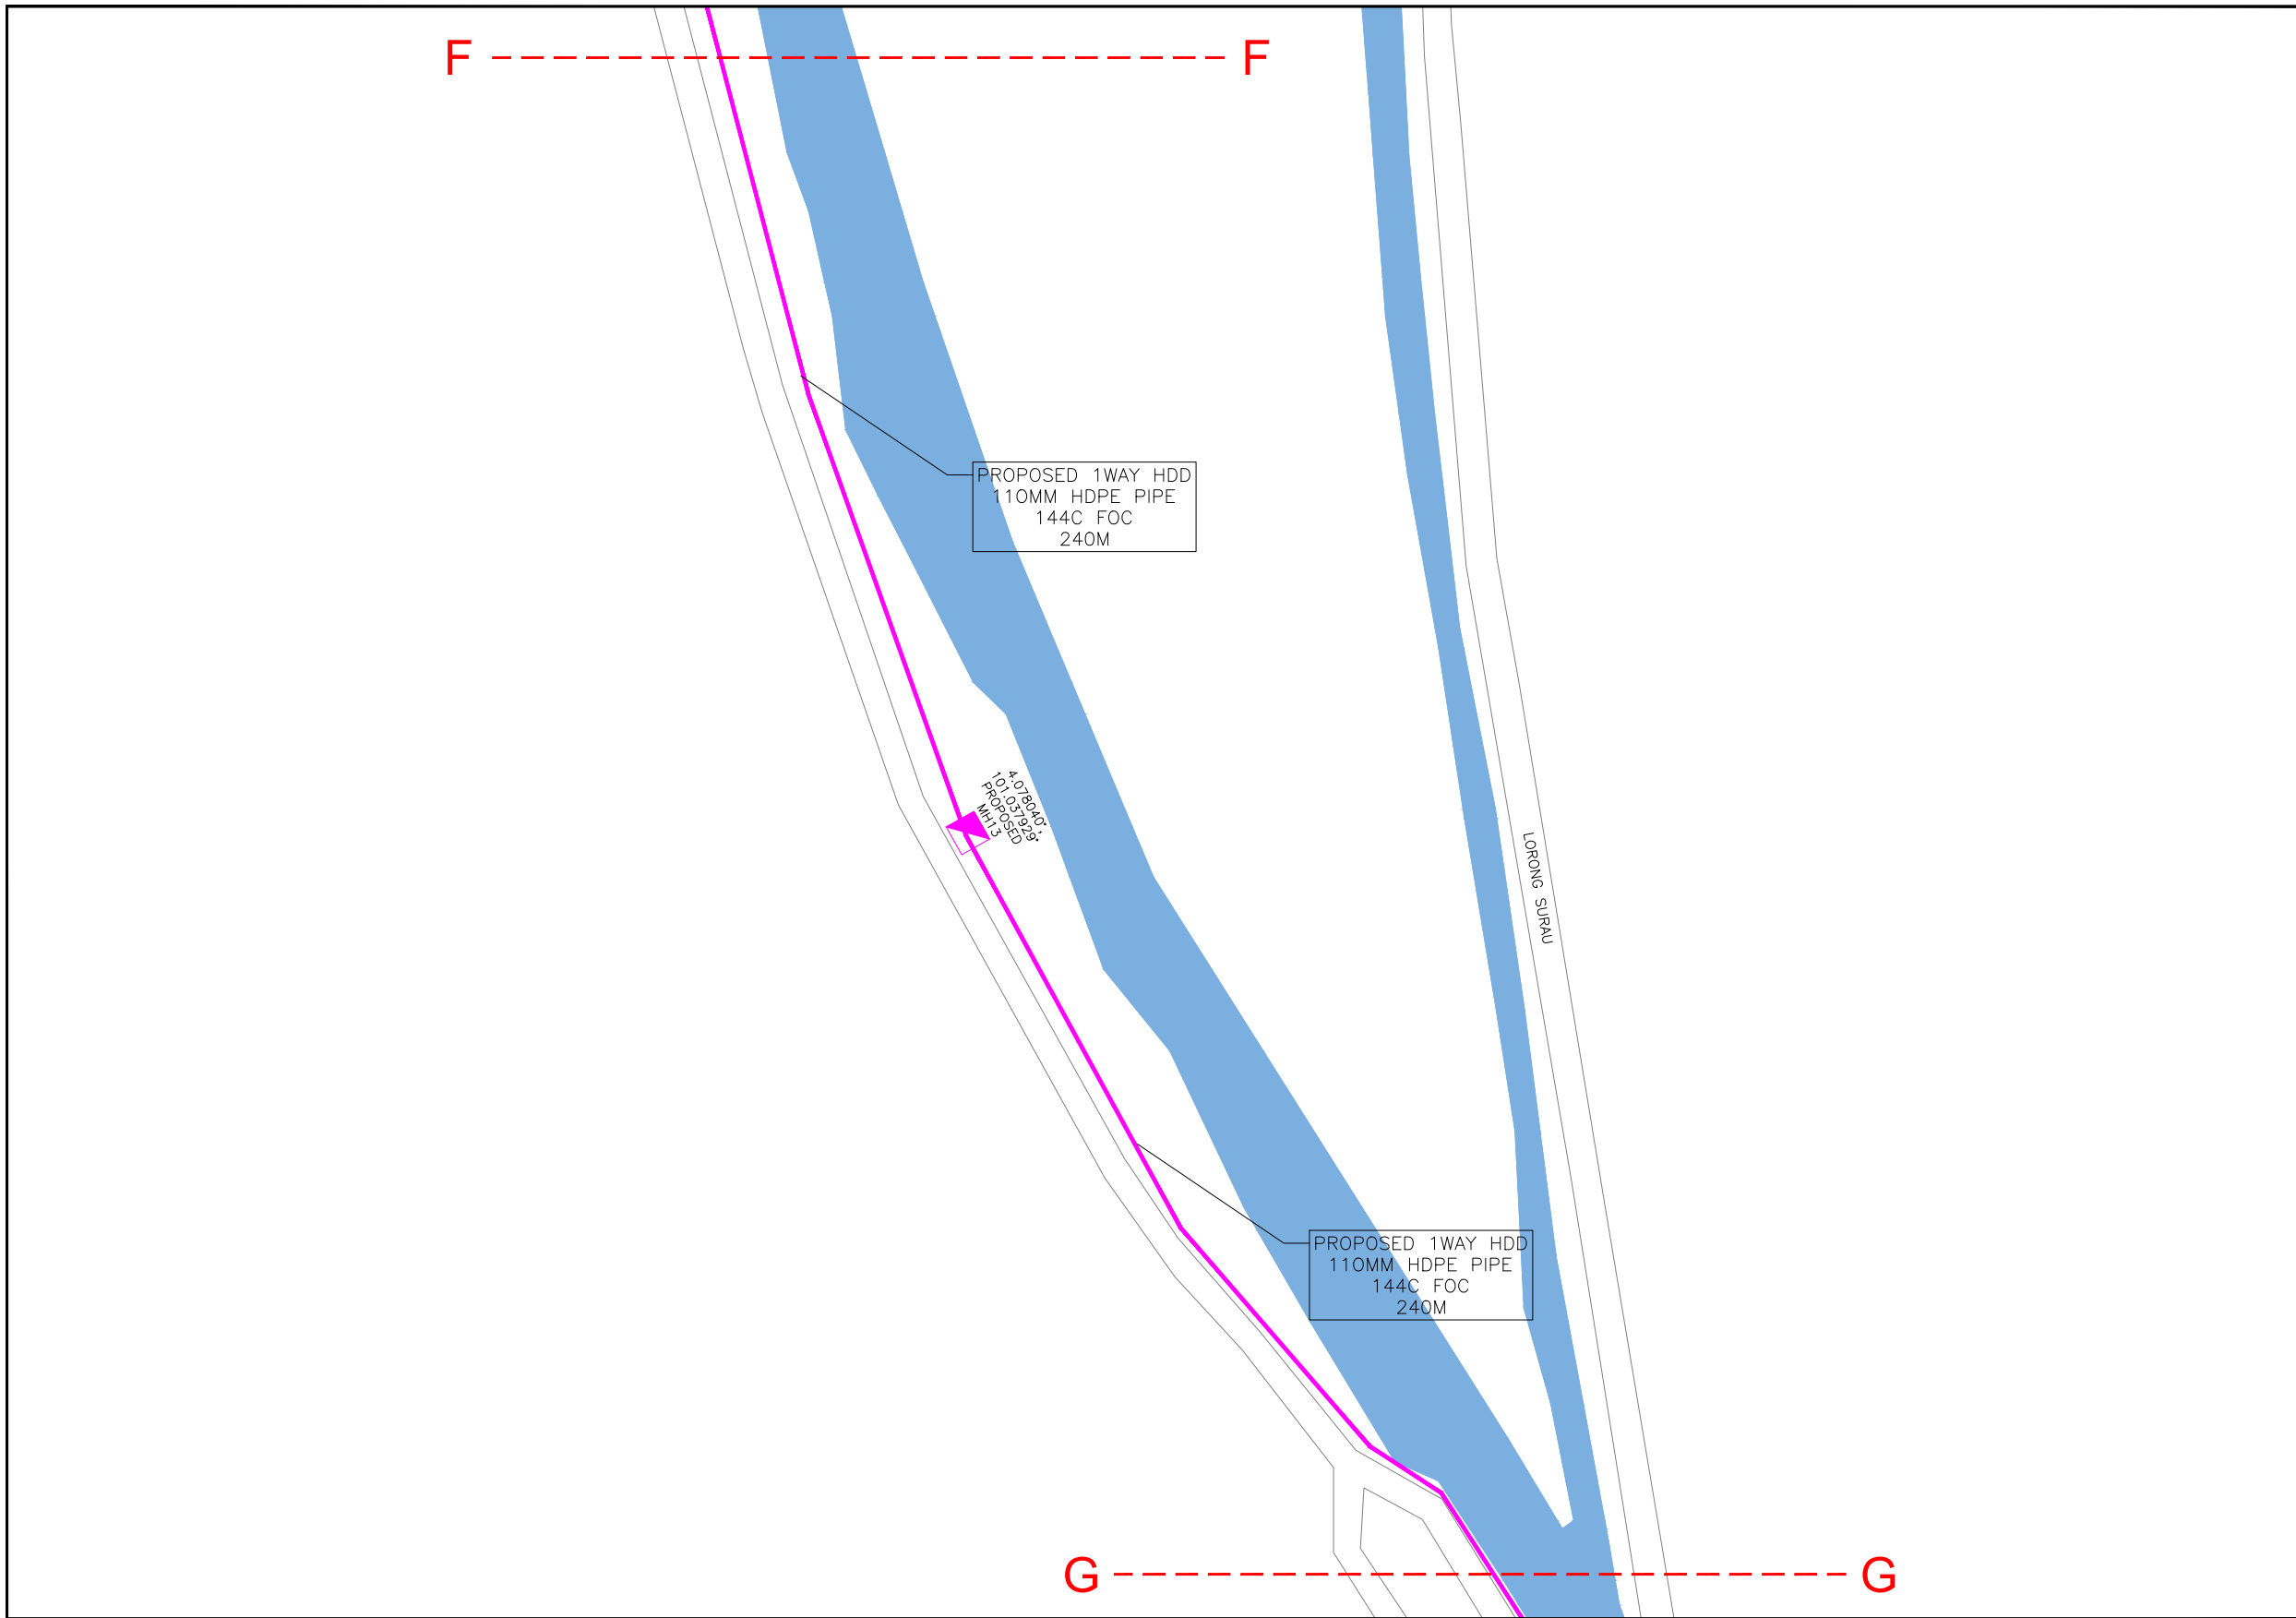 F F
PROPOSED 1WAY HDD
110MM HDPE PIPE
144C FOC
240M
4.078040°,
101.037929°
PROPOSED
MH13
LORONG SURAU
PROPOSED 1WAY HDD
110MM HDPE PIPE
144C FOC
240M
G G